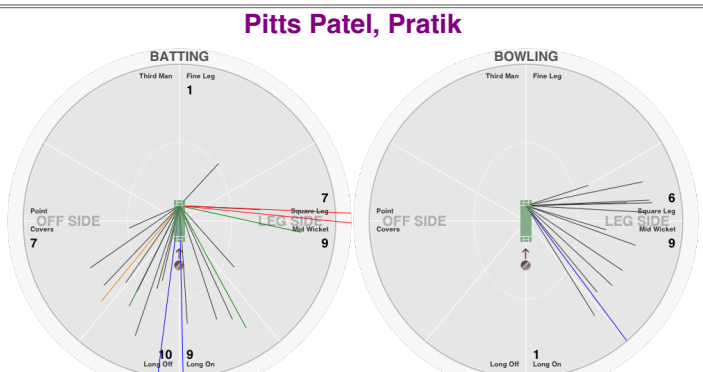 Pitts Patel, Pratik
BATTING
Third Man
Fine Leg
1
7
Point
Square Leg
OFF SIDE
LEG SIDE
Covers
Mid Wicket
7
9
10
9
Long Off
Long On
BOWLING
Third Man
Fine Leg
6
Point
Square Leg
OFF SIDE
LEG SIDE
Covers
Mid Wicket
9
1
Long Off
Long On